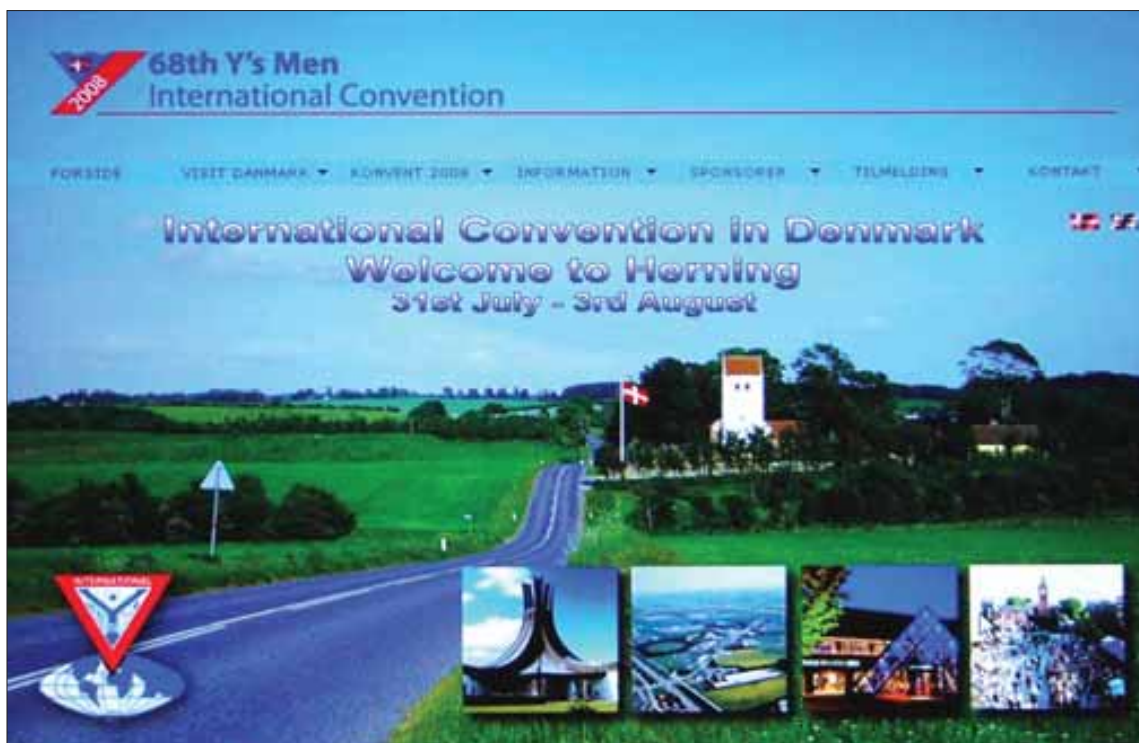 2008
68th Y's Men
International Convention
FORSIDE VISIT DANMARK KONVENT 2008 INFORMATION SPONSORER TILMELDING KONTAKT
International Convention in Denmark
Welcome to Herning
31st July - 3rd August
INTERNATIONAL
Y